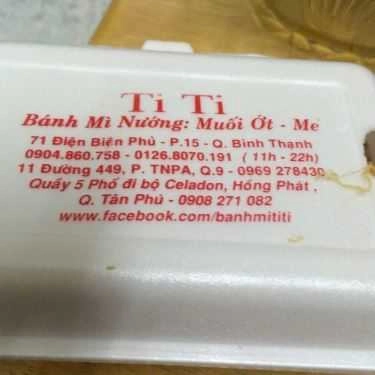 Ti Ti
Bánh Mì Nướng: Muối Ớt - Me
71 Điện Biên Phủ - P.15 - Q. Bình Thạnh
0904.860.758 - 0126.8070.191 (11h - 22h)
11 Đường 449, P. TNPA, Q.9 - 0969 278430
Quầy 5 Phố đi bộ Celadon, Hồng Phát,
Q. Tân Phú - 0908 271 082
www.facebook.com/banhmititi